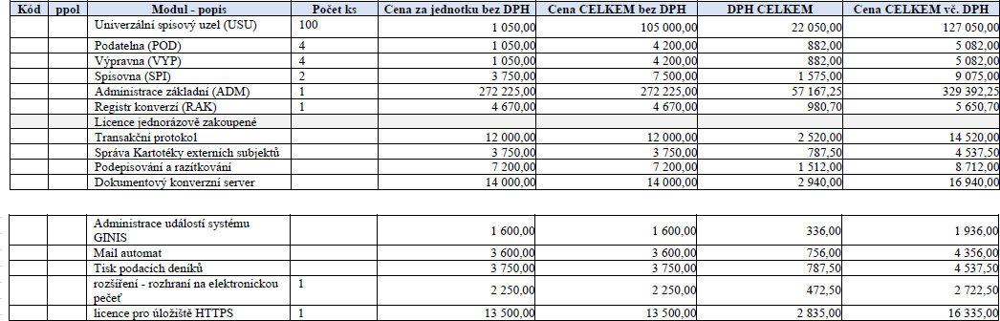 Kód ppol Modul - popis Počet ks Cena za jednotku bez DPH Cena CELKEM bez DPH DPH CELKEM Cena CELKEM vč. DPH
Univerzální spisový uzel (USU) 100 1 050,00 105 000,00 22 050,00 127 050,00
Podatelna (POD) 4 1 050,00 4 200,00 882,00 5 082,00
Výpravna (VYP) 4 1 050,00 4 200,00 882,00 5 082,00
Spisovna (SPI) 2 3 750,00 7 500,00 1 575,00 9 075,00
Administrace základní (ADM) 1 272 225,00 272 225,00 57 167,25 329 392,25
Registr konverzí (RAK) 1 4 670,00 4 670,00 980,70 5 650,70
Licence jednorázově zakoupené
Transakční protokol 12 000,00 12 000,00 2 520,00 14 520,00
Správa Kartotéky externích subjektů 3 750,00 3 750,00 787,50 4 537,50
Podepisování a razítkování 7 200,00 7 200,00 1 512,00 8 712,00
Dokumentový konverzní server 14 000,00 14 000,00 2 940,00 16 940,00
Administrace událostí systému
GINIS 1 600,00 1 600,00 336,00 1 936,00
Mail automat 3 600,00 3 600,00 756,00 4 356,00
Tisk podacích deníků 3 750,00 3 750,00 787,50 4 537,50
rozšíření - rozhraní na elektronickou 1
pečeť 2 250,00 2 250,00 472,50 2 722,50
licence pro úložiště HTTPS 1 13 500,00 13 500,00 2 835,00 16 335,00